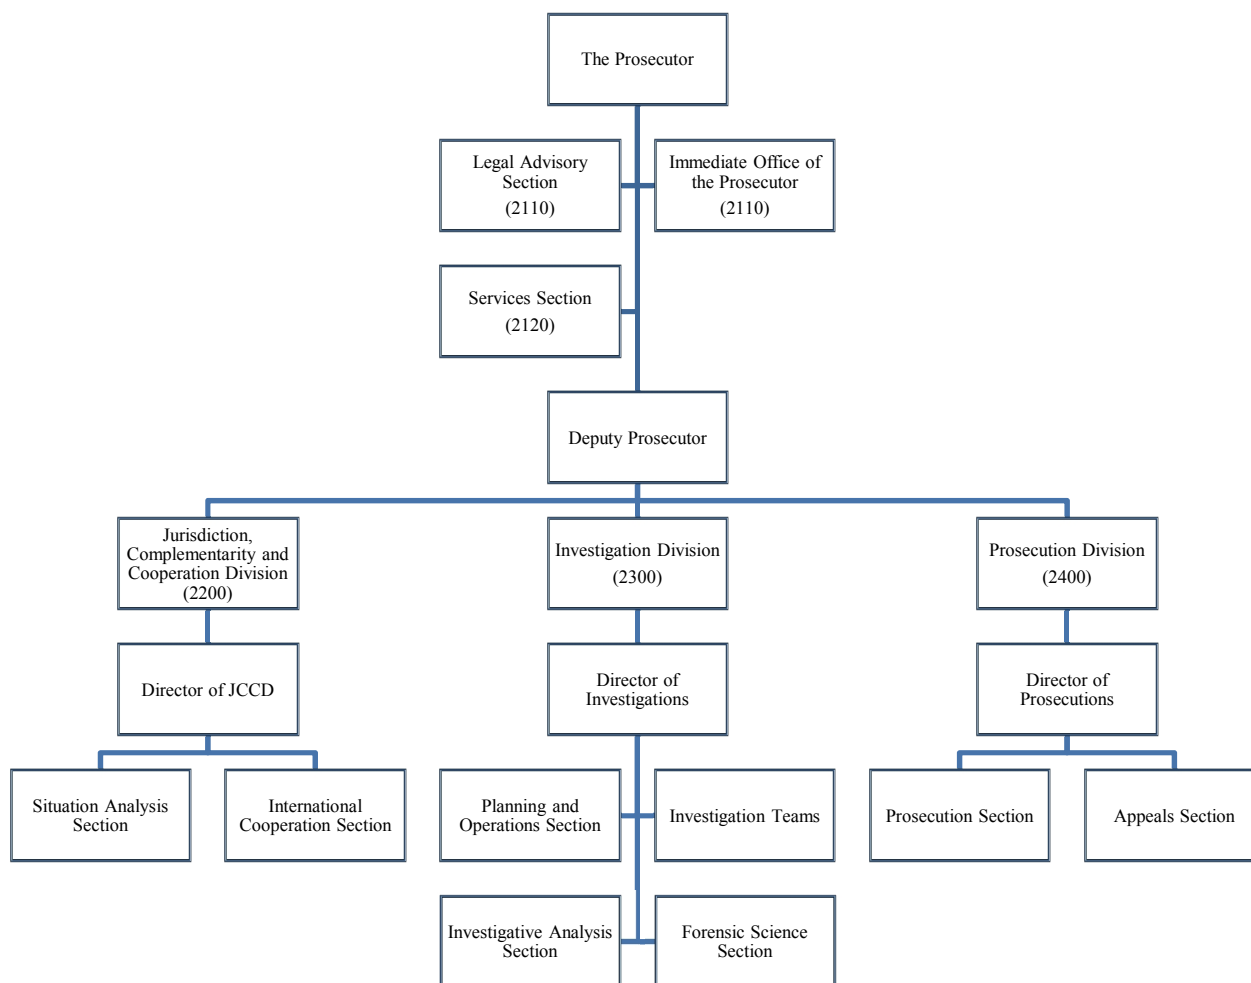 The Prosecutor
Legal Advisory
Section
(2110)
Immediate Office of
the Prosecutor
(2110)
Services Section
(2120)
Deputy Prosecutor
Jurisdiction,
Complementarity and
Cooperation Division
(2200)
Investigation Division
(2300)
Prosecution Division
(2400)
Director of JCCD
Director of
Investigations
Director of
Prosecutions
Situation Analysis
Section
International
Cooperation Section
Planning and
Operations Section
Investigation Teams
Prosecution Section
Appeals Section
Investigative Analysis
Section
Forensic Science
Section